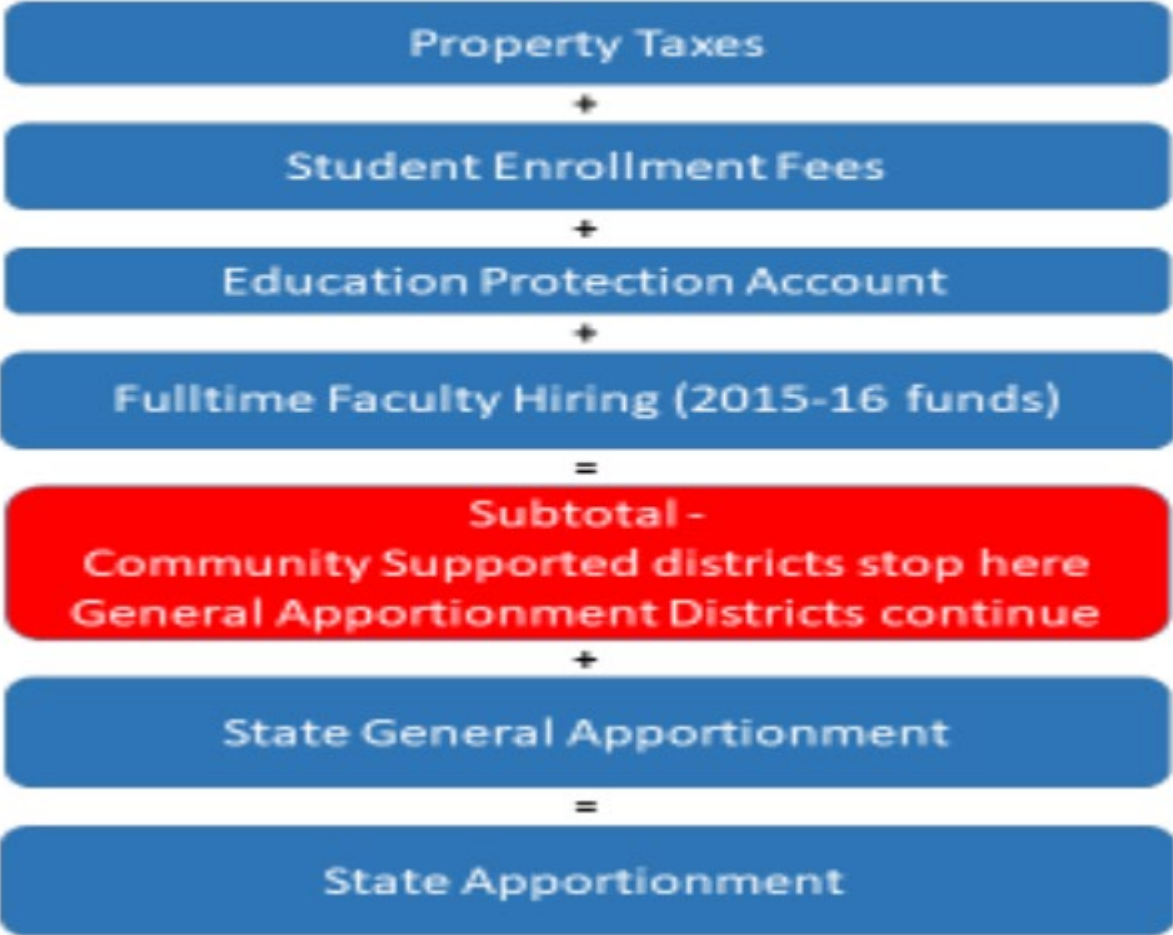 Property Taxes
+
Student Enrollment Fees
+
Education Protection Account
+
Fulltime Faculty Hiring (2015-16 funds)
=
Subtotal -
Community Supported districts stop here
General Apportionment Districts continue
+
State General Apportionment
=
State Apportionment